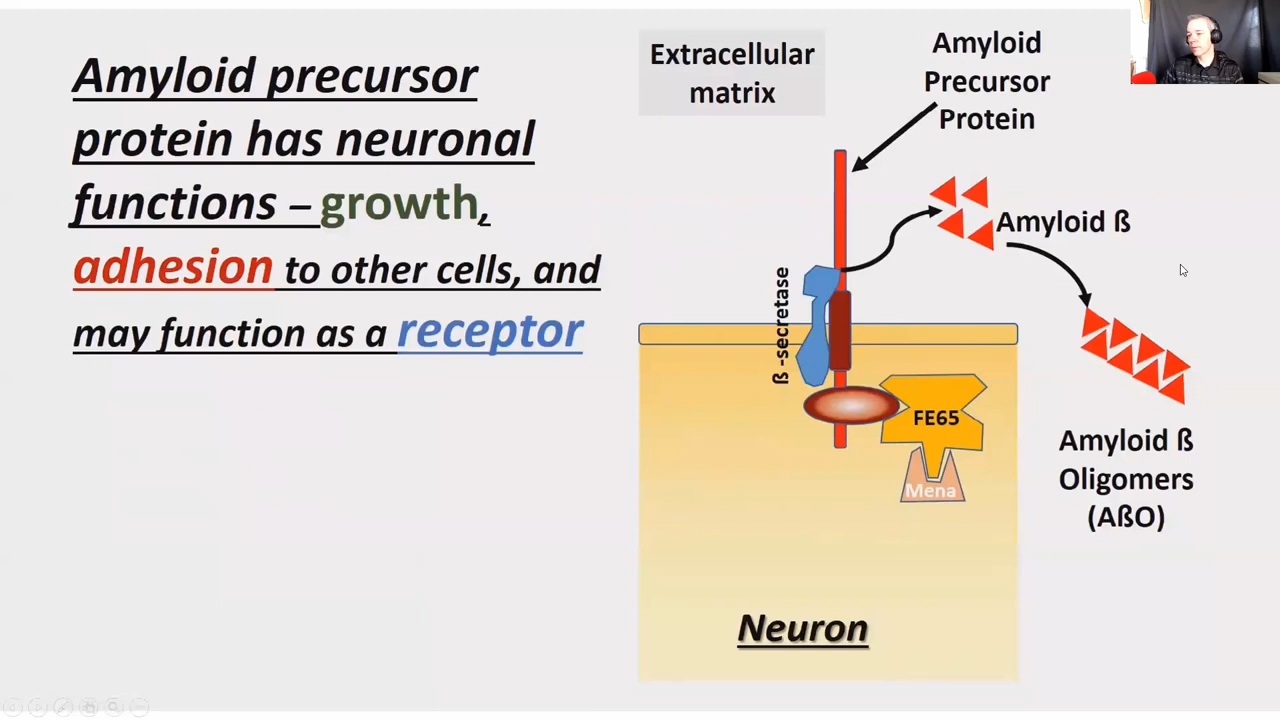 Amyloid precursor
protein has neuronal
functions – growth,
adhesion to other cells, and
may function as a receptor
Extracellular
matrix
Amyloid
Precursor
Protein
Amyloid ß
ß -secretase
FE65
Mena
Amyloid ß
Oligomers
(AßO)
Neuron